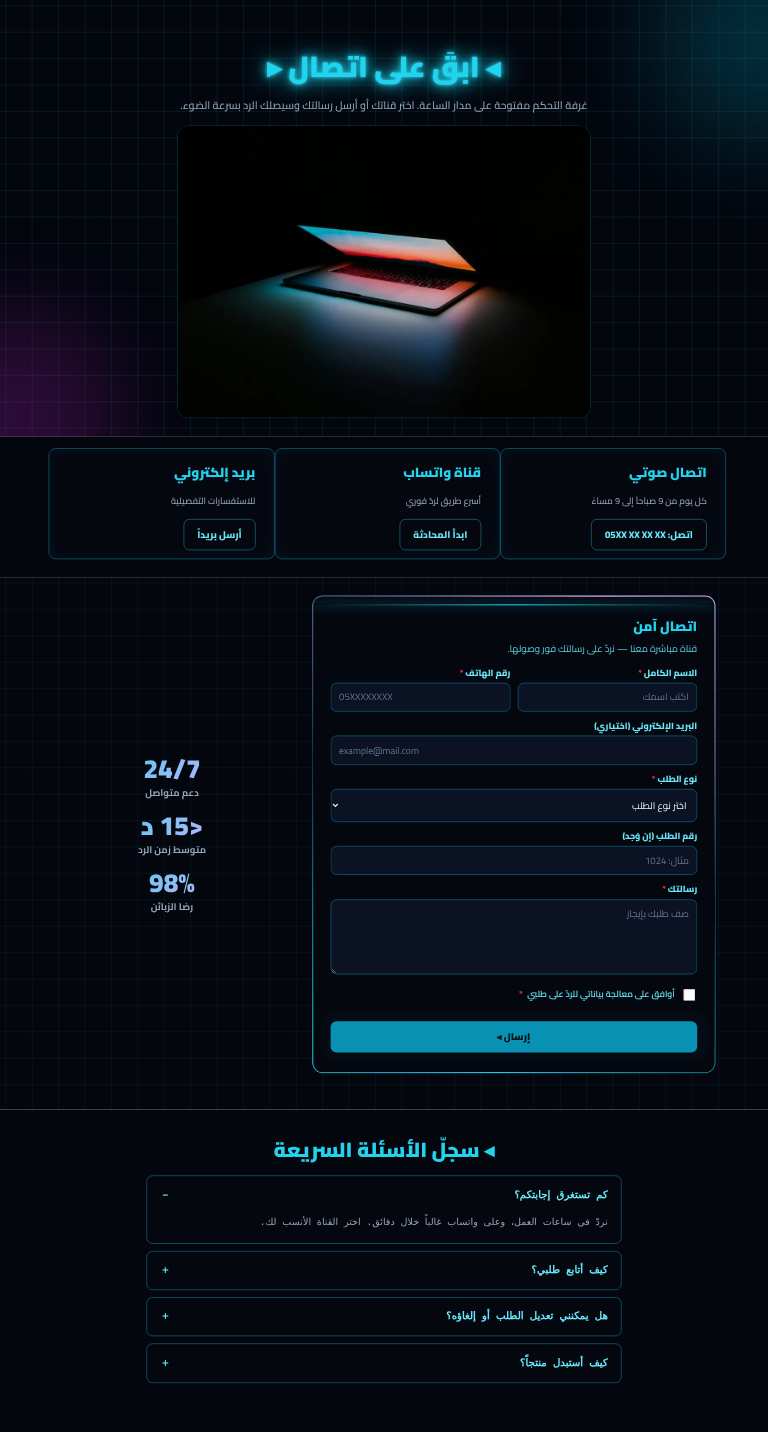 ◂ ابقَ على اتصال ▸
غرفة التحكم مفتوحة على مدار الساعة. اختر قناتك أو أرسل رسالتك وسيصلك الرد بسرعة الضوء.
اتصال صوتي
كل يوم من 9 صباحاً إلى 9 مساءً
اتصل: 05XX XX XX XX
قناة واتساب
أسرع طريق لردّ فوري
ابدأ المحادثة
بريد إلكتروني
للاستفسارات التفصيلية
أرسل بريداً
اتصال آمن
قناة مباشرة معنا — نردّ على رسالتك فور وصولها.
الاسم الكامل *
اكتب اسمك
رقم الهاتف *
05XXXXXXXX
البريد الإلكتروني (اختياري)
example@mail.com
نوع الطلب *
اختر نوع الطلب
رقم الطلب (إن وُجد)
مثال: 1024
رسالتك *
صف طلبك بإيجاز
أوافق على معالجة بياناتي للردّ على طلبي *
إرسال ◂
24/7
دعم متواصل
<15 د
متوسط زمن الرد
98%
رضا الزبائن
◂ سجلّ الأسئلة السريعة
كم تستغرق إجابتكم؟ −
نردّ في ساعات العمل، وعلى واتساب غالباً خلال دقائق. اختر القناة الأنسب لك.
كيف أتابع طلبي؟ +
هل يمكنني تعديل الطلب أو إلغاؤه؟ +
كيف أستبدل منتجاً؟ +